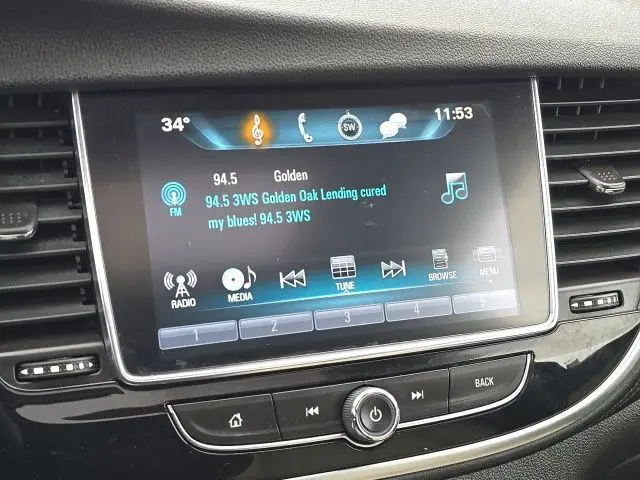 34° SW 11:53
94.5 Golden
94.5 3WS Golden Oak Lending cured
my blues! 94.5 3WS
FM
RADIO MEDIA TUNE BROWSE MENU
1 2 3 4 5
BACK